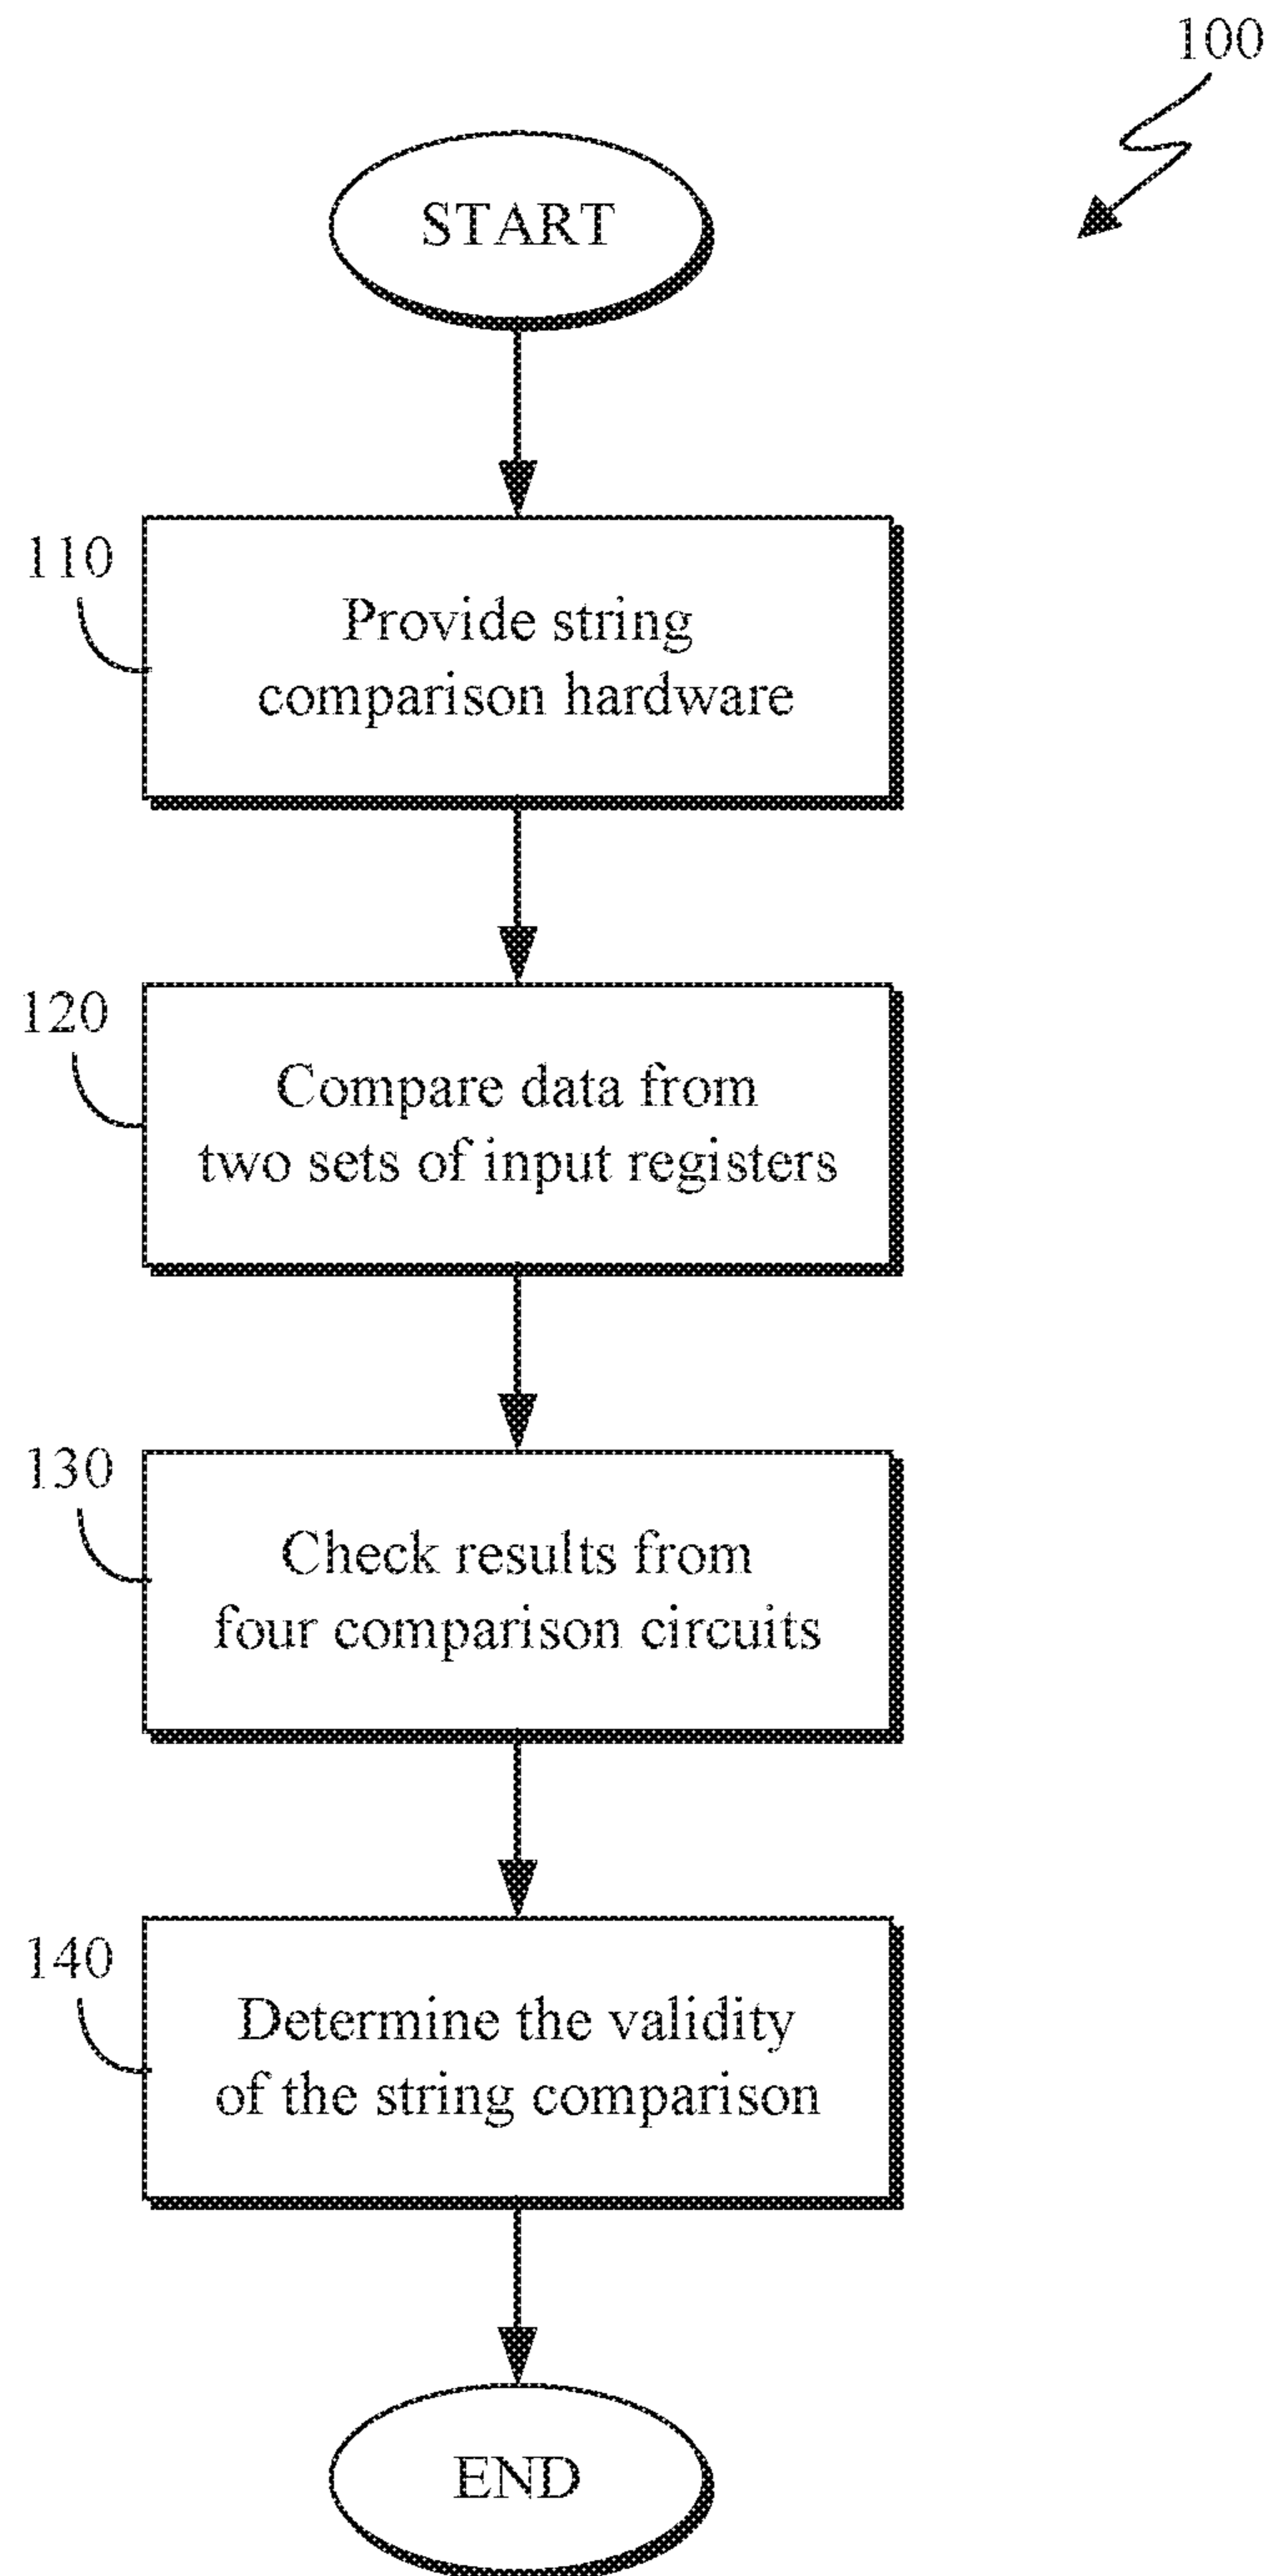 100
START
110
Provide string
comparison hardware
120
Compare data from
two sets of input registers
130
Check results from
four comparison circuits
140
Determine the validity
of the string comparison
END